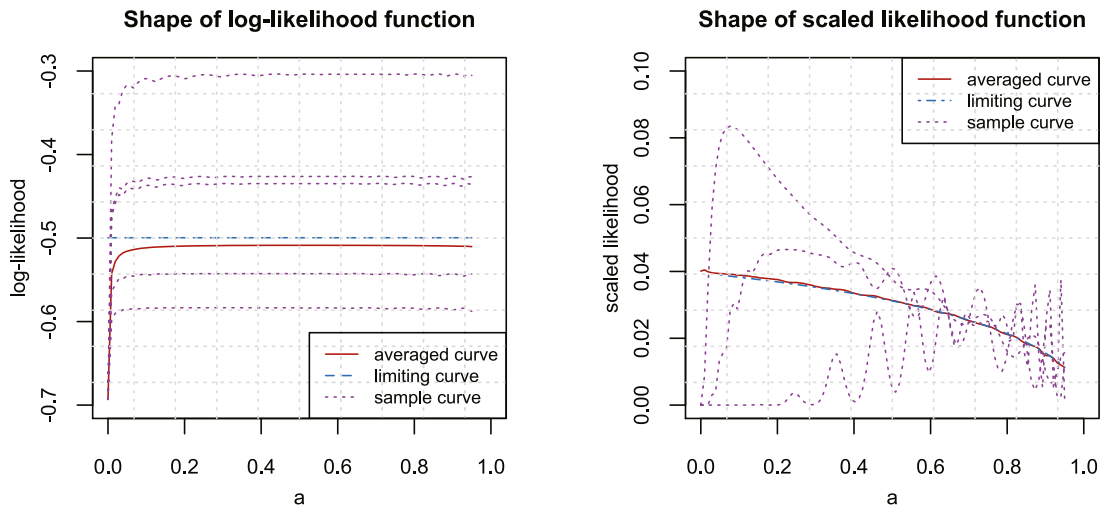 Shape of log-likelihood function
log-likelihood
-0.3
-0.4
-0.5
-0.6
-0.7
averaged curve
limiting curve
sample curve
0.0 0.2 0.4 0.6 0.8 1.0
a
Shape of scaled likelihood function
scaled likelihood
0.10
0.08
0.06
0.04
0.02
0.00
averaged curve
limiting curve
sample curve
0.0 0.2 0.4 0.6 0.8 1.0
a